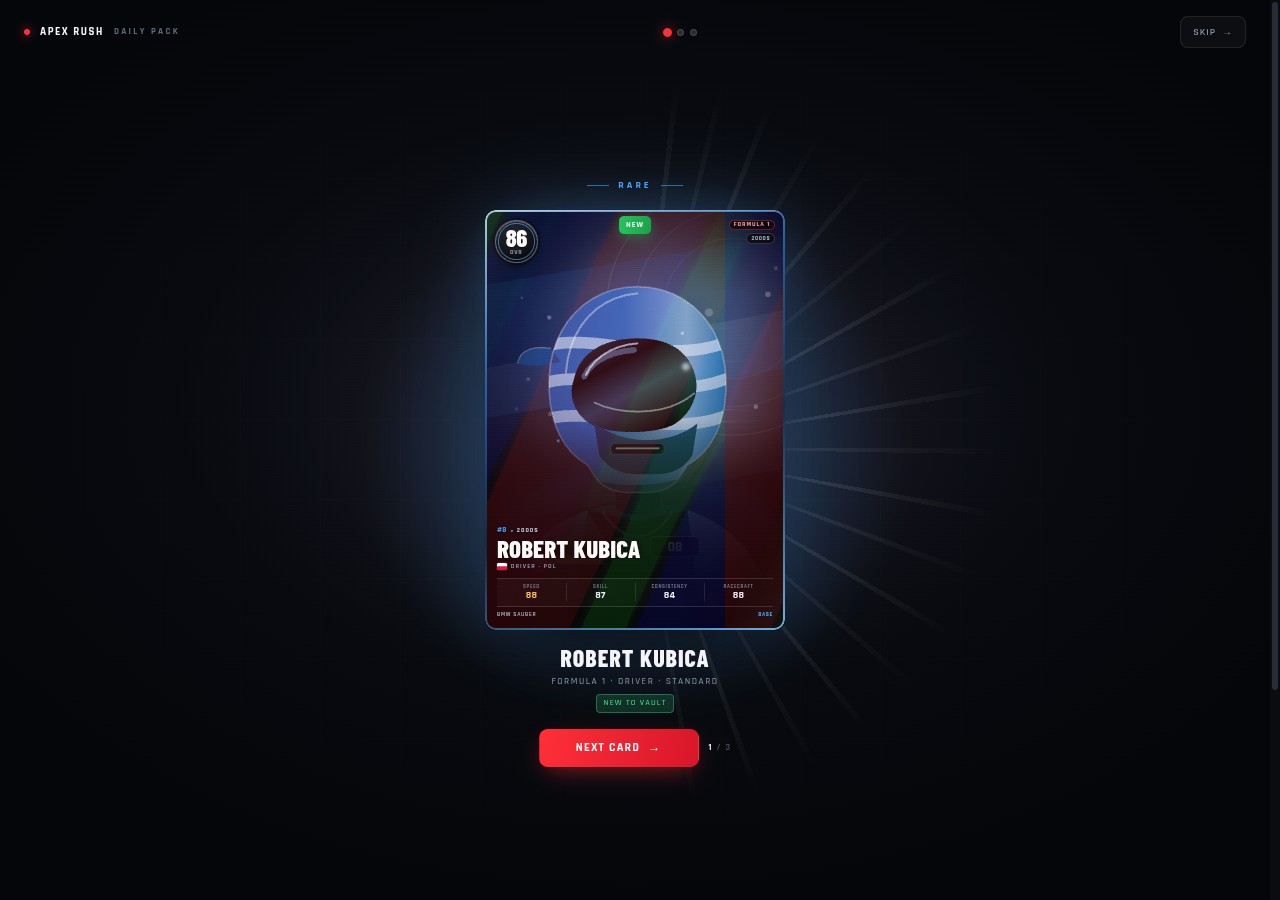 APEX RUSH DAILY PACK
SKIP →
RARE
86
OVR
NEW
FORMULA 1
2000S
08
#8 • 2000S
ROBERT KUBICA
DRIVER · POL
SPEED SKILL CONSISTENCY RACECRAFT
88 87 84 88
BMW SAUBER BASE
ROBERT KUBICA
FORMULA 1 · DRIVER · STANDARD
NEW TO VAULT
NEXT CARD →
1 / 3